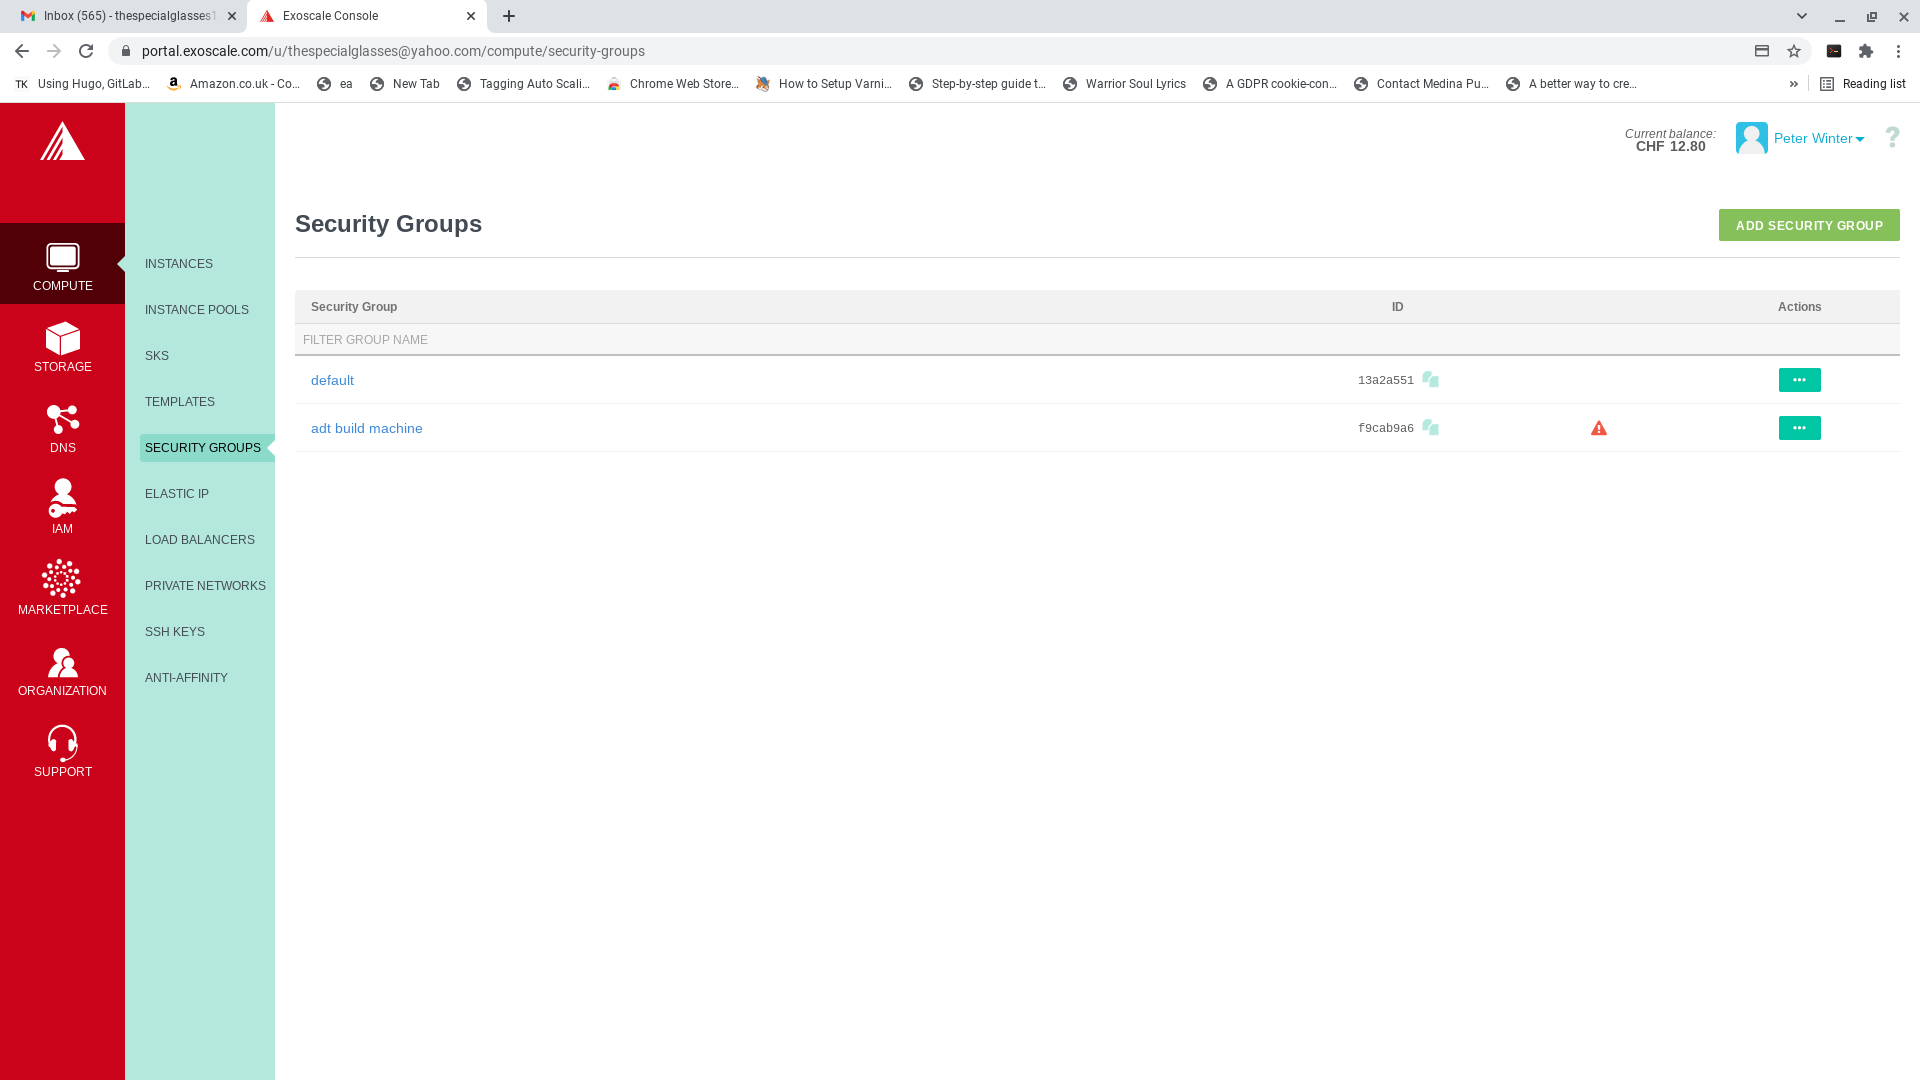 Inbox (565) - thespecialglasses1
Exoscale Console
portal.exoscale.com/u/thespecialglasses@yahoo.com/compute/security-groups
TK Using Hugo, GitLab…
Amazon.co.uk - Co…
ea
New Tab
Tagging Auto Scali…
Chrome Web Store…
How to Setup Varni…
Step-by-step guide t…
Warrior Soul Lyrics
A GDPR cookie-con…
Contact Medina Pu…
A better way to cre…
»
Reading list
Current balance:
CHF 12.80
Peter Winter
?
COMPUTE
STORAGE
DNS
IAM
MARKETPLACE
ORGANIZATION
SUPPORT
INSTANCES
INSTANCE POOLS
SKS
TEMPLATES
SECURITY GROUPS
ELASTIC IP
LOAD BALANCERS
PRIVATE NETWORKS
SSH KEYS
ANTI-AFFINITY
Security Groups
ADD SECURITY GROUP
Security Group ID Actions
FILTER GROUP NAME
default 13a2a551
adt build machine f9cab9a6